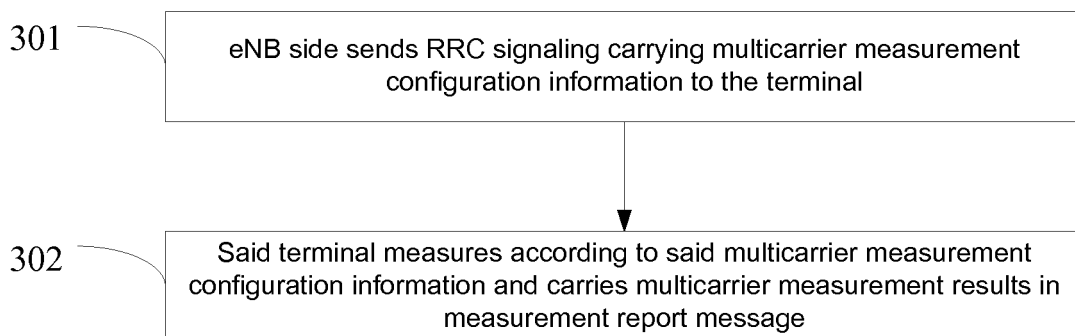 301
eNB side sends RRC signaling carrying multicarrier measurement
configuration information to the terminal
302
Said terminal measures according to said multicarrier measurement
configuration information and carries multicarrier measurement results in
measurement report message